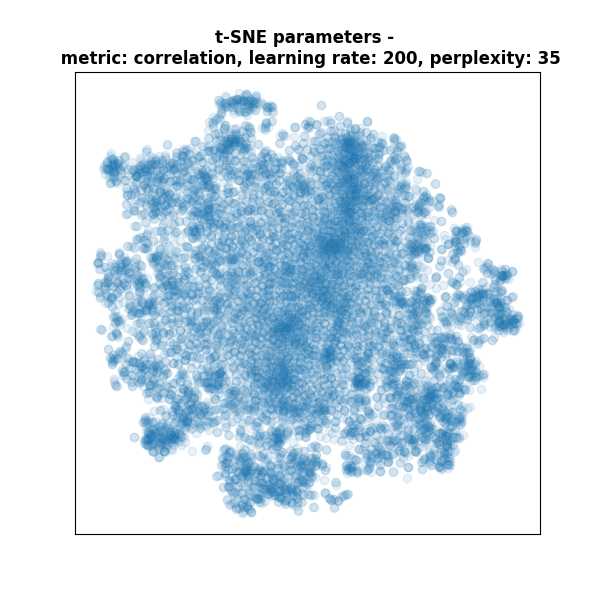 t-SNE parameters -
metric: correlation, learning rate: 200, perplexity: 35